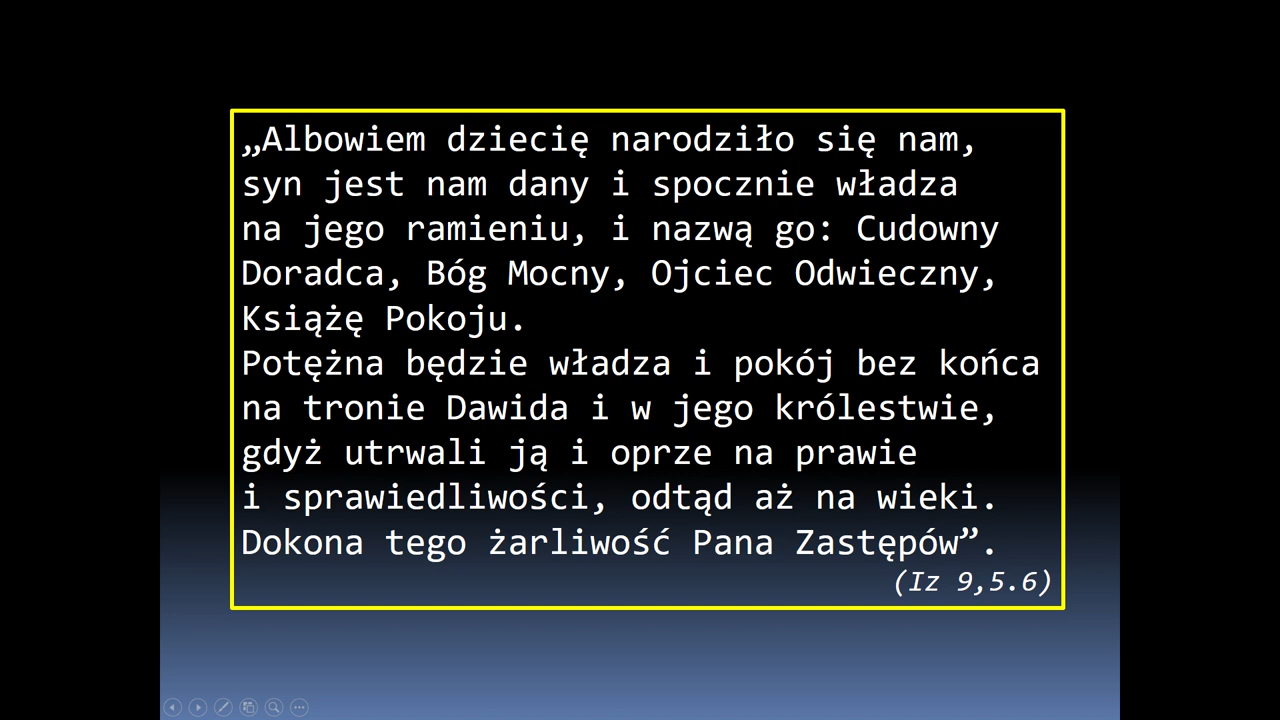 „Albowiem dziecię narodziło się nam,
syn jest nam dany i spocznie władza
na jego ramieniu, i nazwą go: Cudowny
Doradca, Bóg Mocny, Ojciec Odwieczny,
Książę Pokoju.
Potężna będzie władza i pokój bez końca
na tronie Dawida i w jego królestwie,
gdyż utrwali ją i oprze na prawie
i sprawiedliwości, odtąd aż na wieki.
Dokona tego żarliwość Pana Zastępów”.
(Iz 9,5.6)